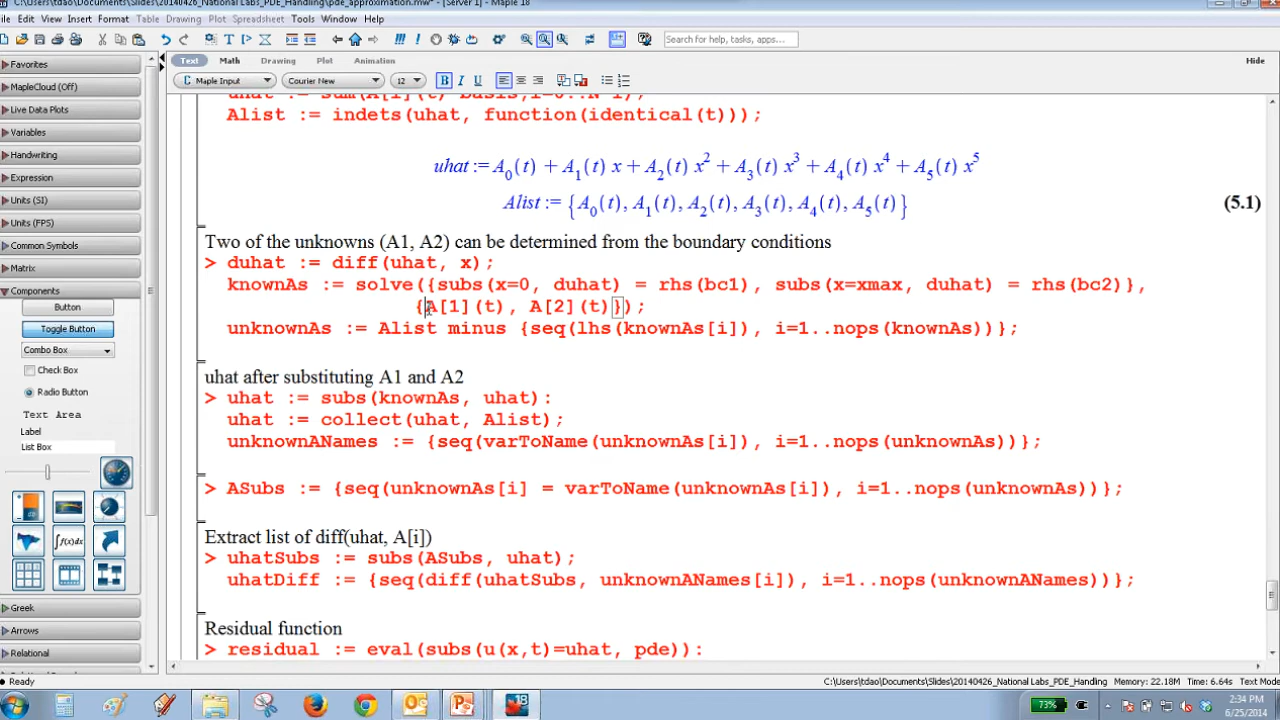 C:\Users\tdao\Documents\Slides\20140426_National Labs_PDE_Handling\pde_approximation.mw* - [Server 1] - Maple 18
File Edit View Insert Format Table Drawing Plot Spreadsheet Tools Window Help
Search for help, tasks, apps...
Text Math Drawing Plot Animation Hide
Maple Input Courier New 12
Favorites
MapleCloud (Off)
Live Data Plots
Variables
Handwriting
Expression
Units (SI)
Units (FPS)
Common Symbols
Matrix
Components
Button
Toggle Button
Combo Box
Check Box
Radio Button
Text Area
Label
List Box
Greek
Arrows
Relational
Alist := indets(uhat, function(identical(t)));
uhat := A₀(t) + A₁(t) x + A₂(t) x² + A₃(t) x³ + A₄(t) x⁴ + A₅(t) x⁵
Alist := {A₀(t), A₁(t), A₂(t), A₃(t), A₄(t), A₅(t)} (5.1)
Two of the unknowns (A1, A2) can be determined from the boundary conditions
> duhat := diff(uhat, x);
knownAs := solve({subs(x=0, duhat) = rhs(bc1), subs(x=xmax, duhat) = rhs(bc2)},
{A[1](t), A[2](t)});
unknownAs := Alist minus {seq(lhs(knownAs[i]), i=1..nops(knownAs))};
uhat after substituting A1 and A2
> uhat := subs(knownAs, uhat):
uhat := collect(uhat, Alist);
unknownANames := {seq(varToName(unknownAs[i]), i=1..nops(unknownAs))};
> ASubs := {seq(unknownAs[i] = varToName(unknownAs[i]), i=1..nops(unknownAs))};
Extract list of diff(uhat, A[i])
> uhatSubs := subs(ASubs, uhat);
uhatDiff := {seq(diff(uhatSubs, unknownANames[i]), i=1..nops(unknownANames))};
Residual function
> residual := eval(subs(u(x,t)=uhat, pde)):
Ready C:\Users\tdao\Documents\Slides\20140426_National Labs_PDE_Handling Memory: 22.18M Time: 6.64s Text Mode
73% 2:34 PM
6/25/2014